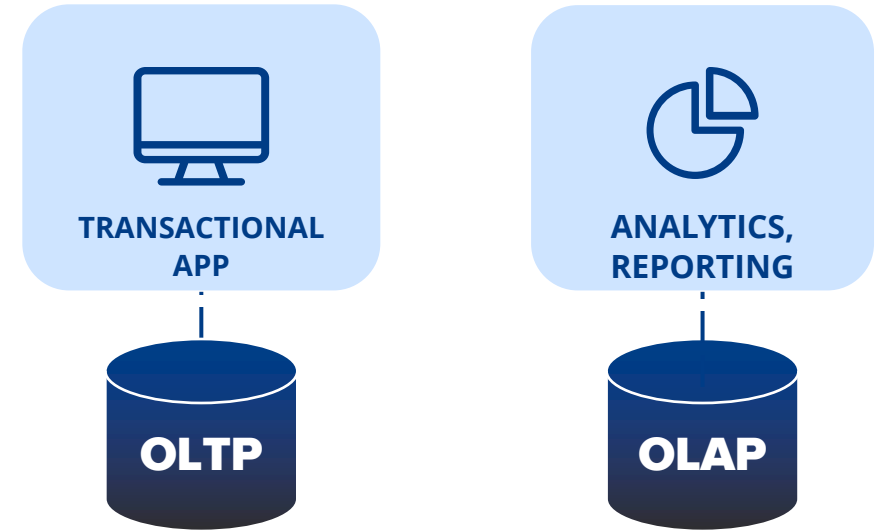 TRANSACTIONAL
APP
ANALYTICS,
REPORTING
OLTP
OLAP